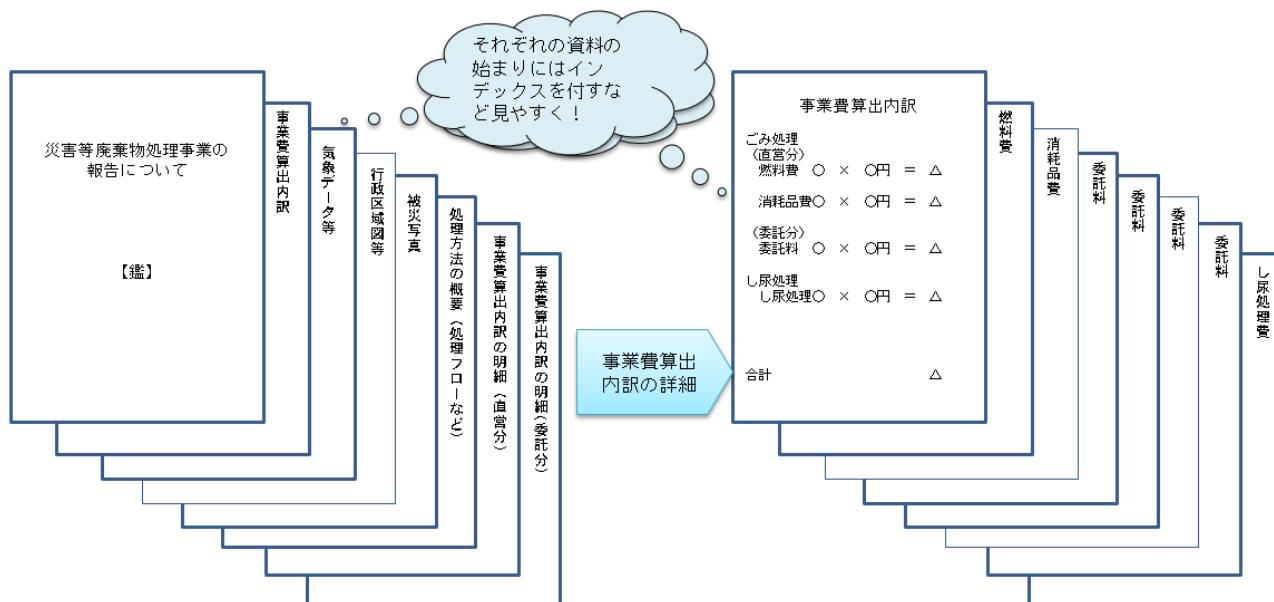 それぞれの資料の
始まりにはイン
デックスを付すな
ど見やすく！
災害等廃棄物処理事業の
報告について
【鑑】
事業費算出内訳
気象データ等
行政区域図等
被災写真
処理方法の概要（処理フローなど）
事業費算出内訳の明細（直営分）
事業費算出内訳の明細（委託分）
事業費算出
内訳の詳細
事業費算出内訳
ごみ処理
（直営分）
燃料費 ○ × ○円 ＝ △
消耗品費○ × ○円 ＝ △
（委託分）
委託料 ○ × ○円 ＝ △
し尿処理
し尿処理○ × ○円 ＝ △
合計 △
燃料費
消耗品費
委託料
委託料
委託料
委託料
し尿処理費